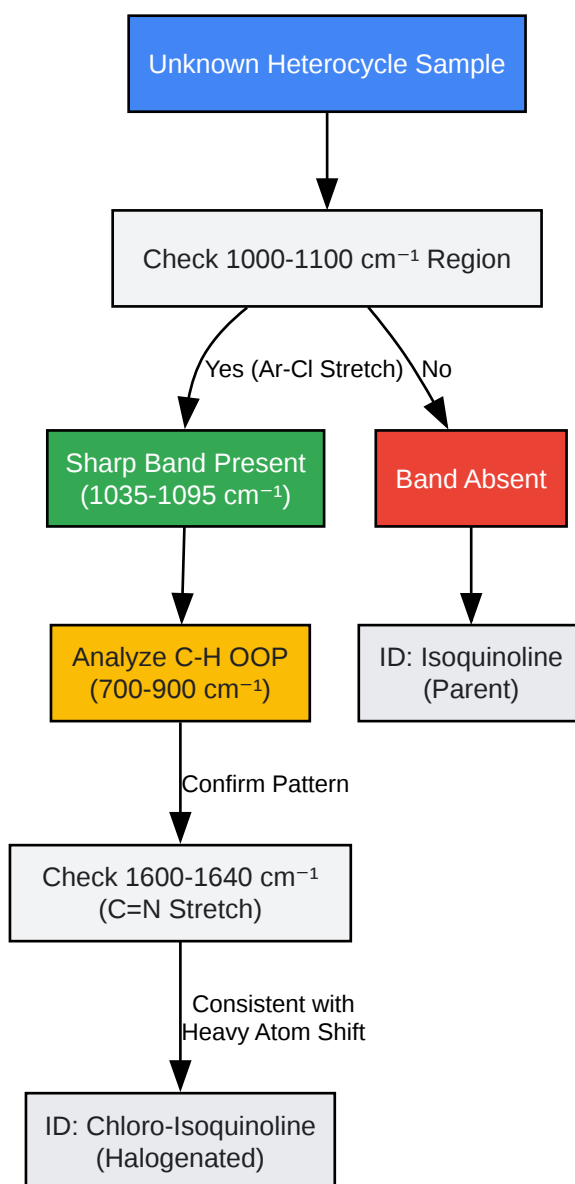 Unknown Heterocycle Sample
Check 1000-1100 cm⁻¹ Region
Yes (Ar-Cl Stretch)
No
Sharp Band Present
(1035-1095 cm⁻¹)
Band Absent
Analyze C-H OOP
(700-900 cm⁻¹)
ID: Isoquinoline
(Parent)
Confirm Pattern
Check 1600-1640 cm⁻¹
(C=N Stretch)
Consistent with
Heavy Atom Shift
ID: Chloro-Isoquinoline
(Halogenated)